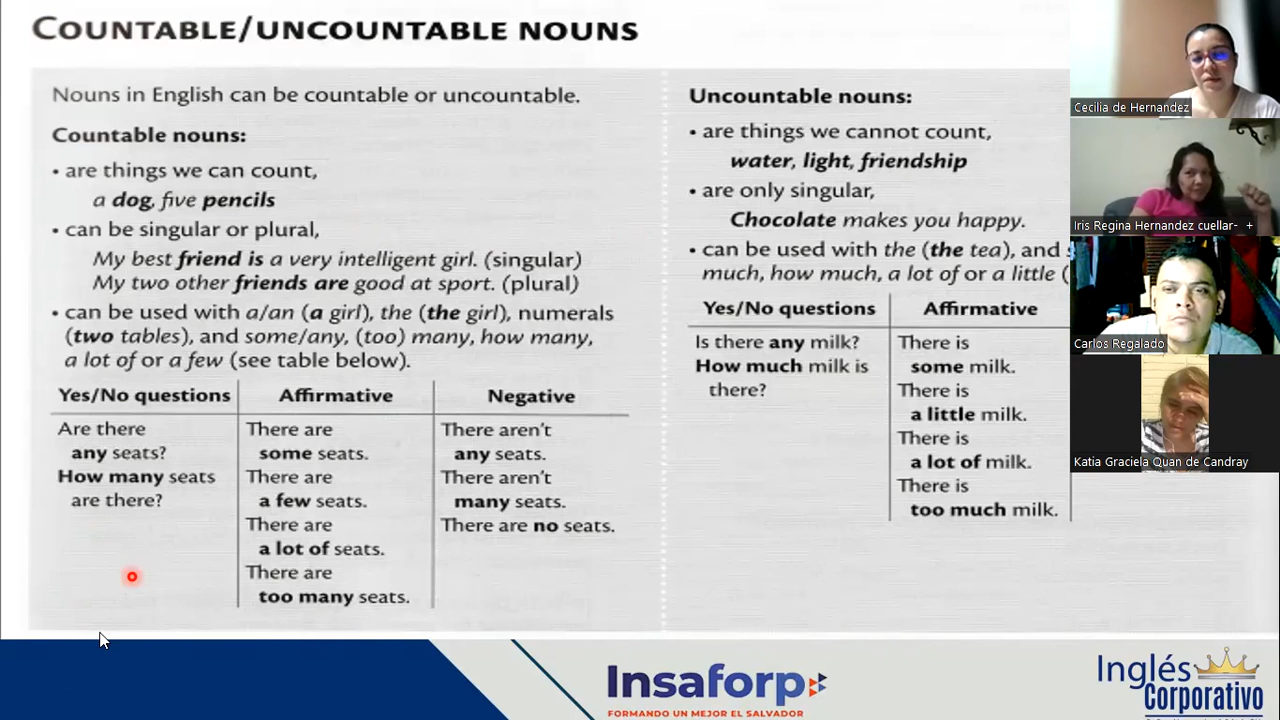 COUNTABLE/UNCOUNTABLE NOUNS
Nouns in English can be countable or uncountable.
Countable nouns:
• are things we can count,
a dog, five pencils
• can be singular or plural,
My best friend is a very intelligent girl. (singular)
My two other friends are good at sport. (plural)
• can be used with a/an (a girl), the (the girl), numerals
(two tables), and some/any, (too) many, how many,
a lot of or a few (see table below).
Yes/No questions Affirmative Negative
Are there
any seats?
How many seats
are there?
There are
some seats.
There are
a few seats.
There are
a lot of seats.
There are
too many seats.
There aren't
any seats.
There aren't
many seats.
There are no seats.
Uncountable nouns:
• are things we cannot count,
water, light, friendship
• are only singular,
Chocolate makes you happy.
• can be used with the (the tea), and
much, how much, a lot of or a little (
Yes/No questions Affirmative
Is there any milk?
How much milk is
there?
There is
some milk.
There is
a little milk.
There is
a lot of milk.
There is
too much milk.
Cecilia de Hernandez
Iris Regina Hernandez cuellar- +
Carlos Regalado
Katia Graciela Quan de Candray
Insaforp
FORMANDO UN MEJOR EL SALVADOR
Inglés
Corporativo